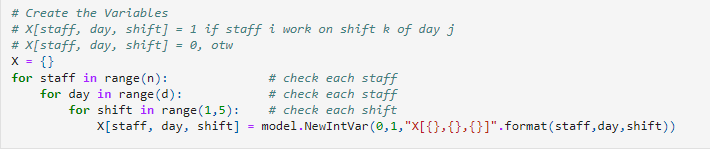 # Create the Variables
# X[staff, day, shift] = 1 if staff i work on shift k of day j
# X[staff, day, shift] = 0, otw
X = {}
for staff in range(n):              # check each staff
    for day in range(d):            # check each staff
        for shift in range(1,5):    # check each shift
            X[staff, day, shift] = model.NewIntVar(0,1,"X[{},{},{}]".format(staff,day,shift))